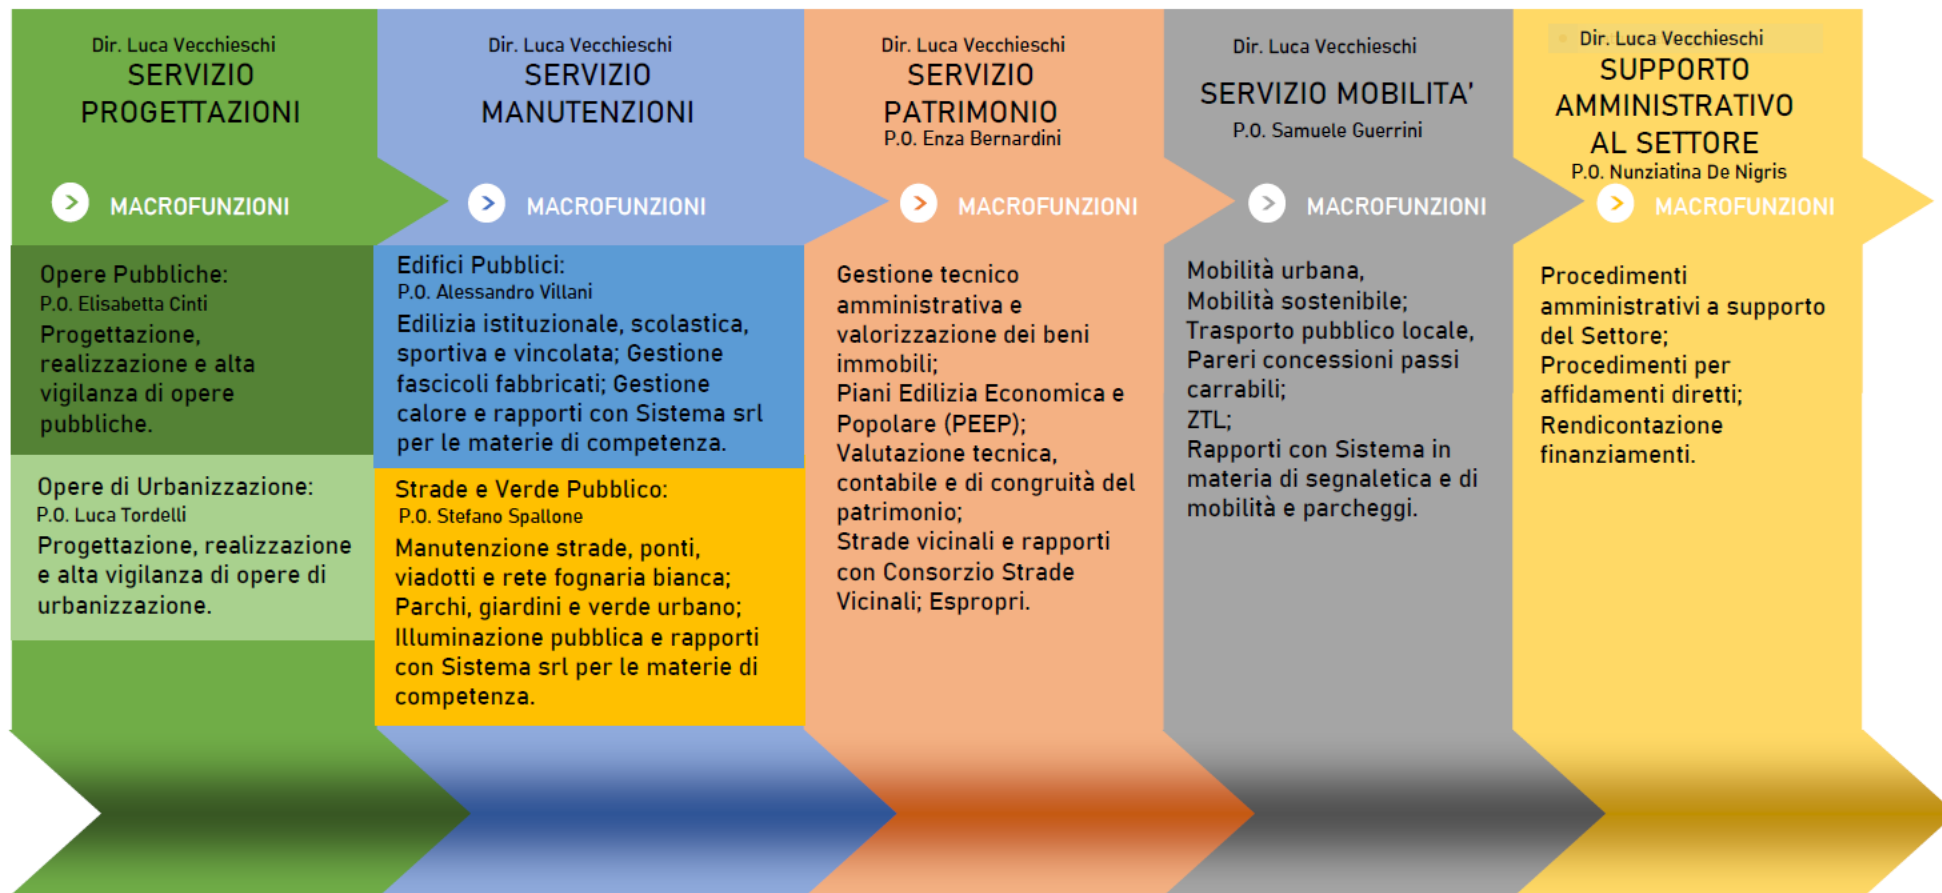 Dir. Luca Vecchieschi
SERVIZIO
PROGETTAZIONI
MACROFUNZIONI
Opere Pubbliche:
P.O. Elisabetta Cinti
Progettazione,
realizzazione e alta
vigilanza di opere
pubbliche.
Opere di Urbanizzazione:
P.O. Luca Tordelli
Progettazione, realizzazione
e alta vigilanza di opere di
urbanizzazione.
Dir. Luca Vecchieschi
SERVIZIO
MANUTENZIONI
MACROFUNZIONI
Edifici Pubblici:
P.O. Alessandro Villani
Edilizia istituzionale, scolastica,
sportiva e vincolata; Gestione
fascicoli fabbricati; Gestione
calore e rapporti con Sistema srl
per le materie di competenza.
Strade e Verde Pubblico:
P.O. Stefano Spallone
Manutenzione strade, ponti,
viadotti e rete fognaria bianca;
Parchi, giardini e verde urbano;
Illuminazione pubblica e rapporti
con Sistema srl per le materie di
competenza.
Dir. Luca Vecchieschi
SERVIZIO
PATRIMONIO
P.O. Enza Bernardini
MACROFUNZIONI
Gestione tecnico
amministrativa e
valorizzazione dei beni
immobili;
Piani Edilizia Economica e
Popolare (PEEP);
Valutazione tecnica,
contabile e di congruità del
patrimonio;
Strade vicinali e rapporti
con Consorzio Strade
Vicinali; Espropri.
Dir. Luca Vecchieschi
SERVIZIO MOBILITA'
P.O. Samuele Guerrini
MACROFUNZIONI
Mobilità urbana,
Mobilità sostenibile;
Trasporto pubblico locale,
Pareri concessioni passi
carrabili;
ZTL;
Rapporti con Sistema in
materia di segnaletica e di
mobilità e parcheggi.
Dir. Luca Vecchieschi
SUPPORTO
AMMINISTRATIVO
AL SETTORE
P.O. Nunziatina De Nigris
MACROFUNZIONI
Procedimenti
amministrativi a supporto
del Settore;
Procedimenti per
affidamenti diretti;
Rendicontazione
finanziamenti.